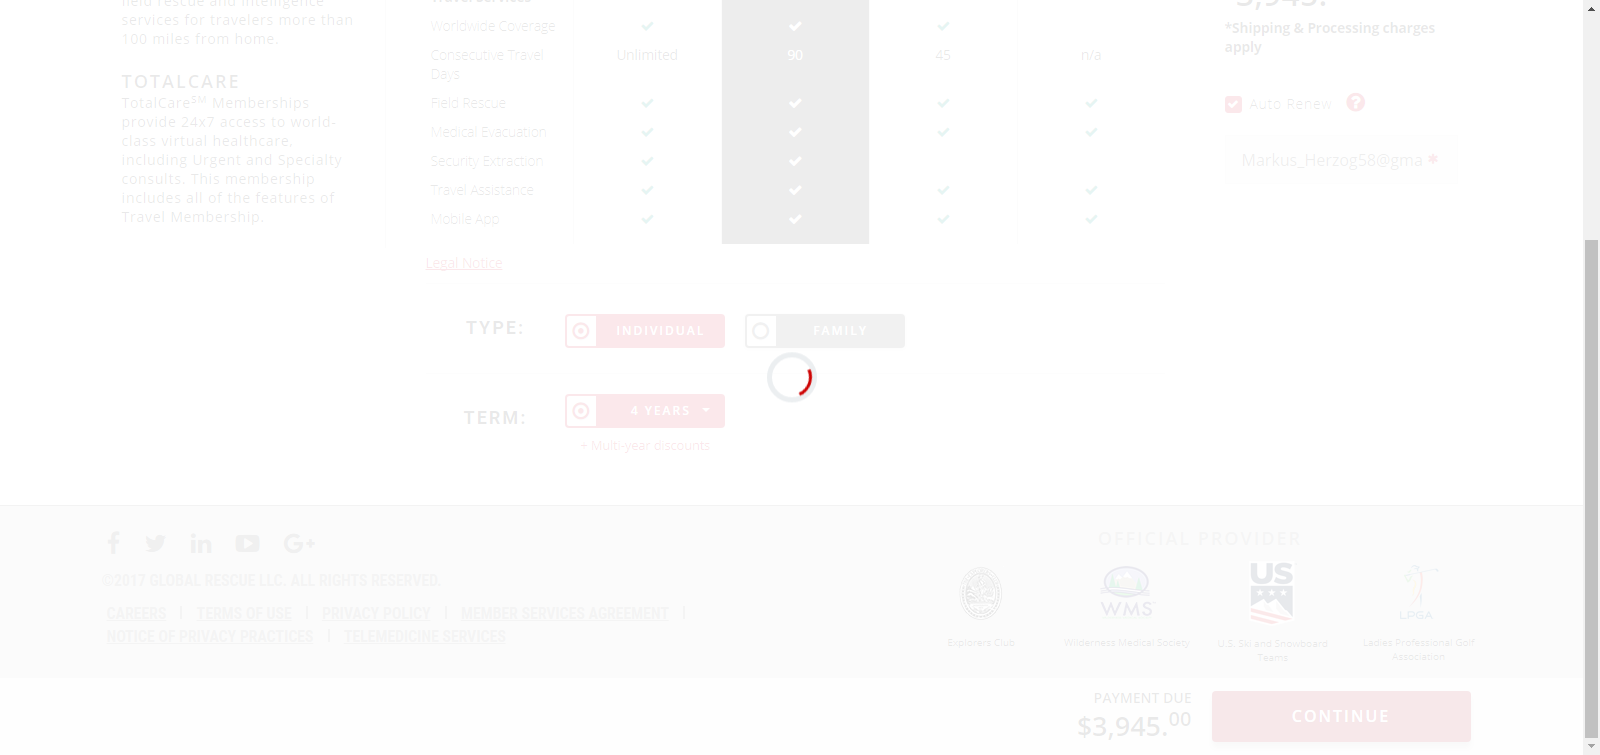 field rescue and intelligence
services for travelers more than
100 miles from home.
TOTALCARE
TotalCareSM Memberships
provide 24x7 access to world-
class virtual healthcare,
including Urgent and Specialty
consults. This membership
includes all of the features of
Travel Membership.
Worldwide Coverage
Consecutive Travel
Days
Unlimited
90
45
n/a
Field Rescue
Medical Evacuation
Security Extraction
Travel Assistance
Mobile App
Legal Notice
TYPE:
INDIVIDUAL
FAMILY
TERM:
4 YEARS
- Multi-year discounts
*Shipping & Processing charges
apply
Auto Renew
?
Markus_Herzog58@gma *
©2017 GLOBAL RESCUE LLC. ALL RIGHTS RESERVED.
CAREERS | TERMS OF USE | PRIVACY POLICY | MEMBER SERVICES AGREEMENT |
NOTICE OF PRIVACY PRACTICES | TELEMEDICINE SERVICES
OFFICIAL PROVIDER
WMS
US
LPGA
Explorers Club
Wilderness Medical Society
U.S. Ski and Snowboard
Teams
Ladies Professional Golf
Association
PAYMENT DUE
$3,945.00
CONTINUE